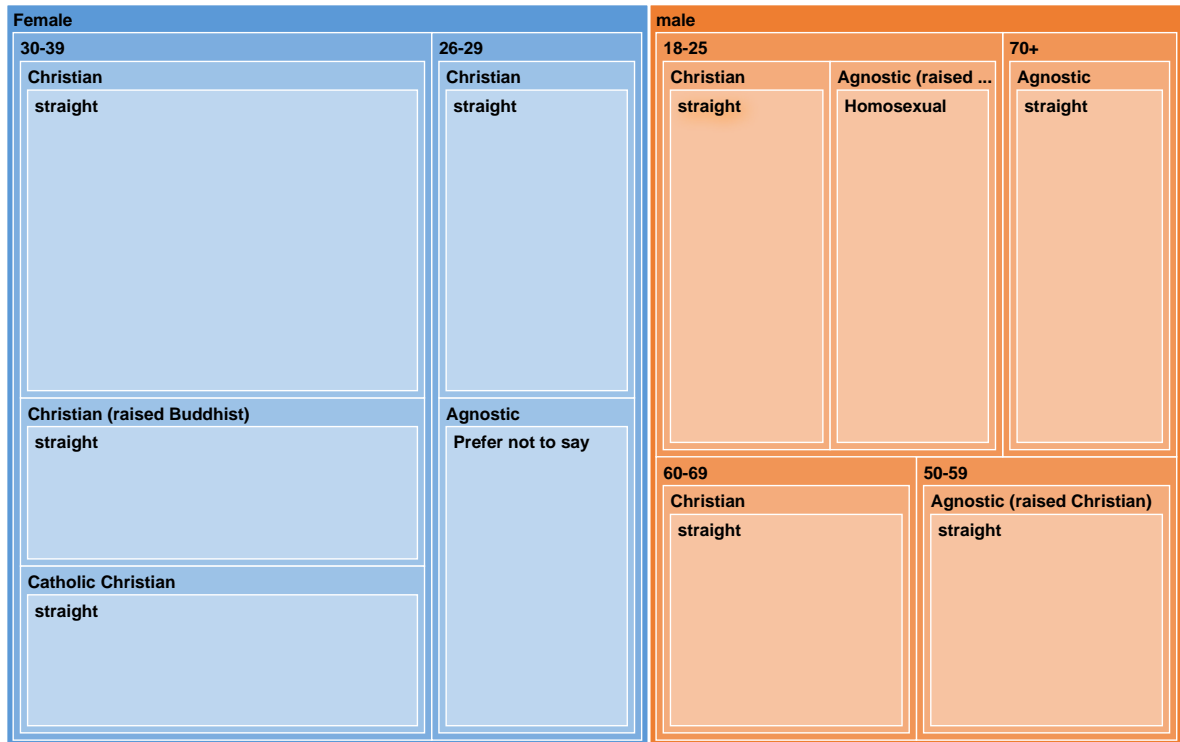 Female
30-39
Christian
straight
Christian (raised Buddhist)
straight
Catholic Christian
straight
26-29
Christian
straight
Agnostic
Prefer not to say
male
18-25
Christian
straight
Agnostic (raised ...
Homosexual
70+
Agnostic
straight
60-69
Christian
straight
50-59
Agnostic (raised Christian)
straight